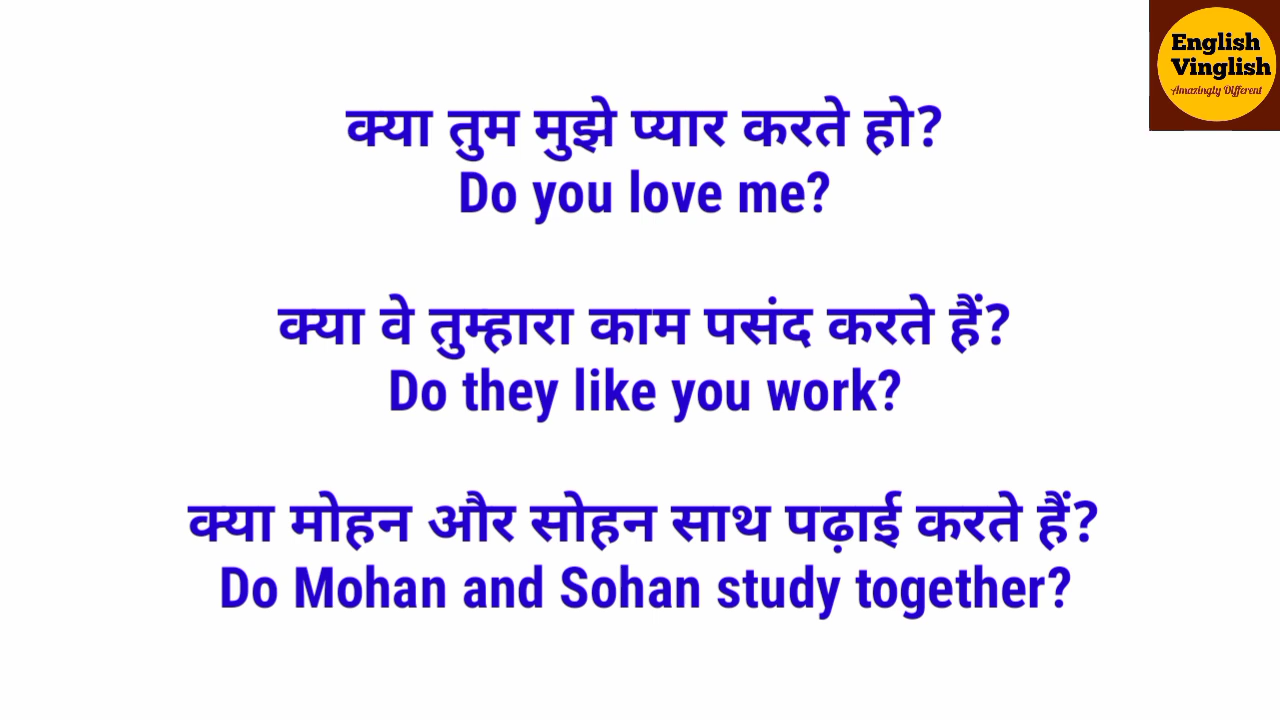 English
Vinglish
Amazingly Different
क्या तुम मुझे प्यार करते हो?
Do you love me?
क्या वे तुम्हारा काम पसंद करते हैं?
Do they like you work?
क्या मोहन और सोहन साथ पढ़ाई करते हैं?
Do Mohan and Sohan study together?